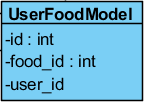 UserFoodModel
-id : int
-food_id : int
-user_id